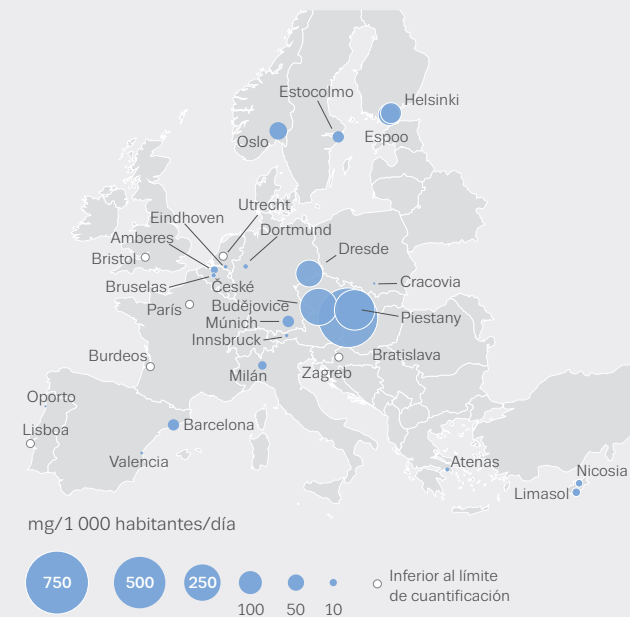 Estocolmo
Helsinki
Oslo
Espoo
Utrecht
Eindhoven
Dortmund
Amberes
Dresde
Bristol
Bruselas
České
Budějovice
Cracovia
París
Múnich
Piestany
Innsbruck
Burdeos
Bratislava
Milán
Zagreb
Oporto
Barcelona
Lisboa
Valencia
Atenas
Nicosia
Limasol
mg/1 000 habitantes/día
750
500
250
100
50
10
Inferior al límite
de cuantificación